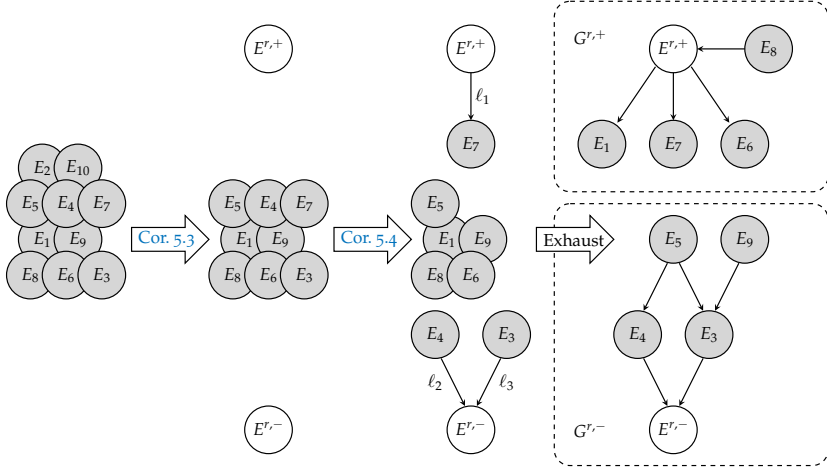 E^{r,+} E^{r,+} G^{r,+} E^{r,+} E_8
ℓ_1
E_7 E_1 E_7 E_6
E_2 E_10
E_5 E_4 E_7 E_5 E_4 E_7 E_5
E_1 E_9 Cor. 5.3 E_1 E_9 Cor. 5.4 E_1 E_9 Exhaust E_5 E_9
E_8 E_6 E_3 E_8 E_6 E_3 E_8 E_6
E_4 E_3 E_4 E_3
ℓ_2 ℓ_3
E^{r,−} E^{r,−} G^{r,−} E^{r,−}